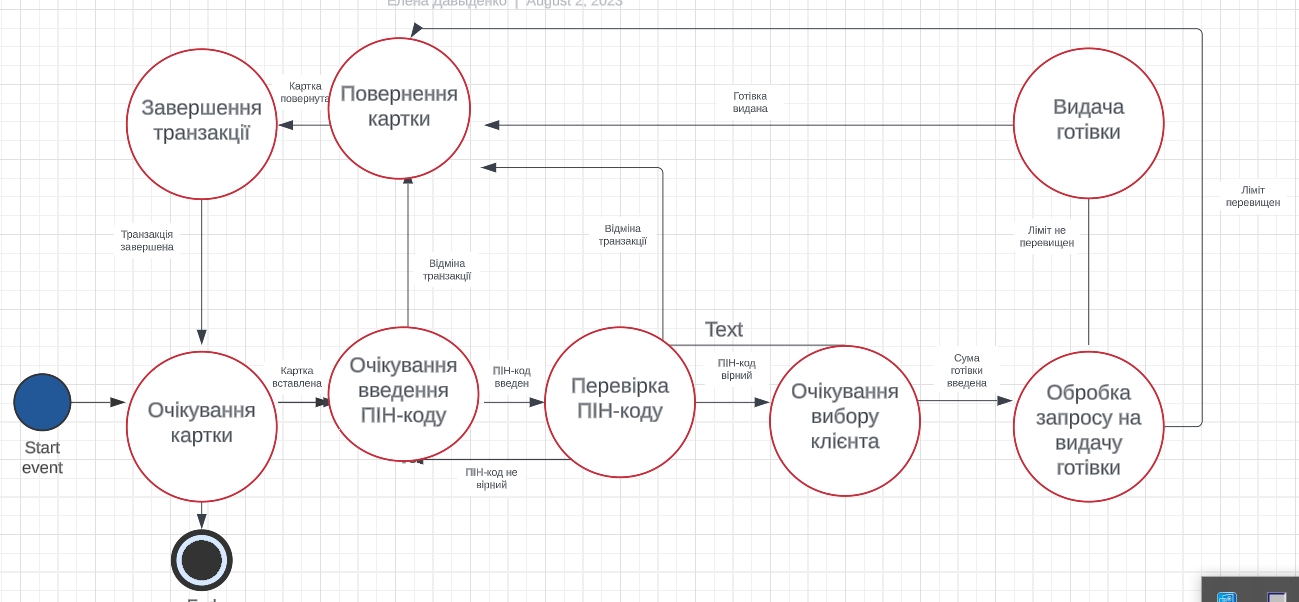 Елена Давыденко | August 2, 2023
Завершення
транзакції
Картка
повернута
Повернення
картки
Готівка
видана
Видача
готівки
Ліміт
перевищен
Транзакція
завершена
Відміна
транзакції
Відміна
транзакції
Ліміт не
перевищен
Text
Start
event
Очікування
картки
Картка
вставлена
Очікування
введення
ПІН-коду
ПІН-код
введен
ПІН-код не
вірний
Перевірка
ПІН-коду
ПІН-код
вірний
Очікування
вибору
клієнта
Сума
готівки
введена
Обробка
запросу на
видачу
готівки